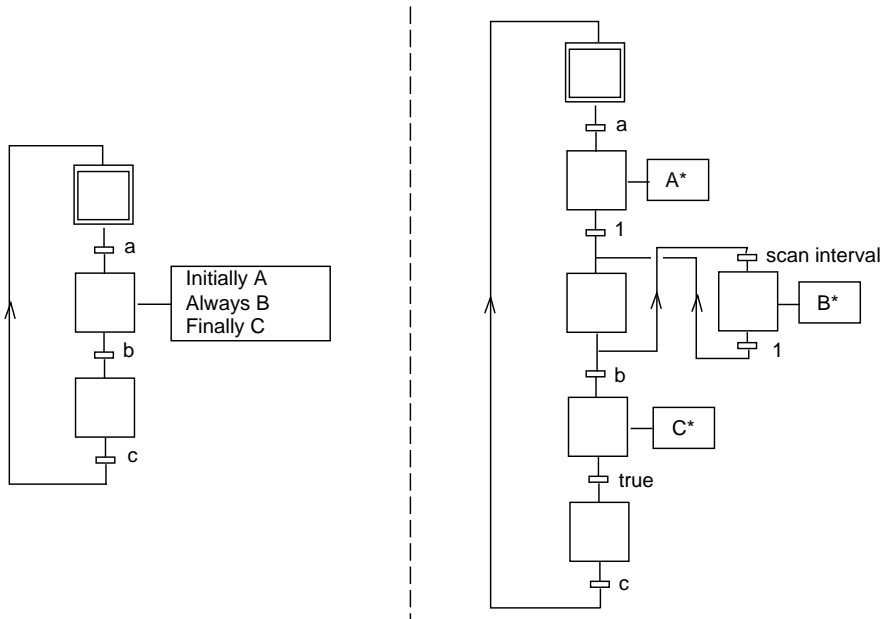 a
Initially A
Always B
Finally C
b
c
a
A*
1
scan interval
B*
1
b
C*
true
c